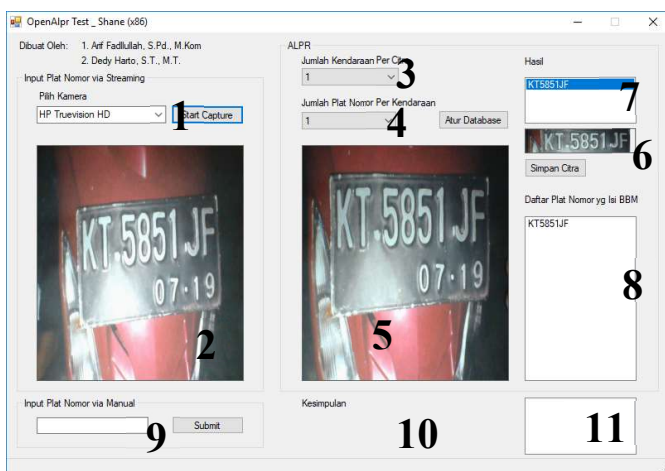 OpenAlpr Test _ Shane (x86)
Dibuat Oleh: 1. Arif Fadllullah, S.Pd., M.Kom
2. Dedy Harto, S.T., M.T.
Input Plat Nomor via Streaming
Pilih Kamera
HP Truevision HD
1
Start Capture
KT.5851.JF
07·19
2
ALPR
Jumlah Kendaraan Per Citra
3
1
Jumlah Plat Nomor Per Kendaraan
1
4
Atur Database
KT.5851.JF
07·19
5
Hasil
KT5851JF
7
KT.5851.JF
6
Simpan Citra
Daftar Plat Nomor yg Isi BBM
KT5851JF
8
Input Plat Nomor via Manual
9
Submit
Kesimpulan
10
11